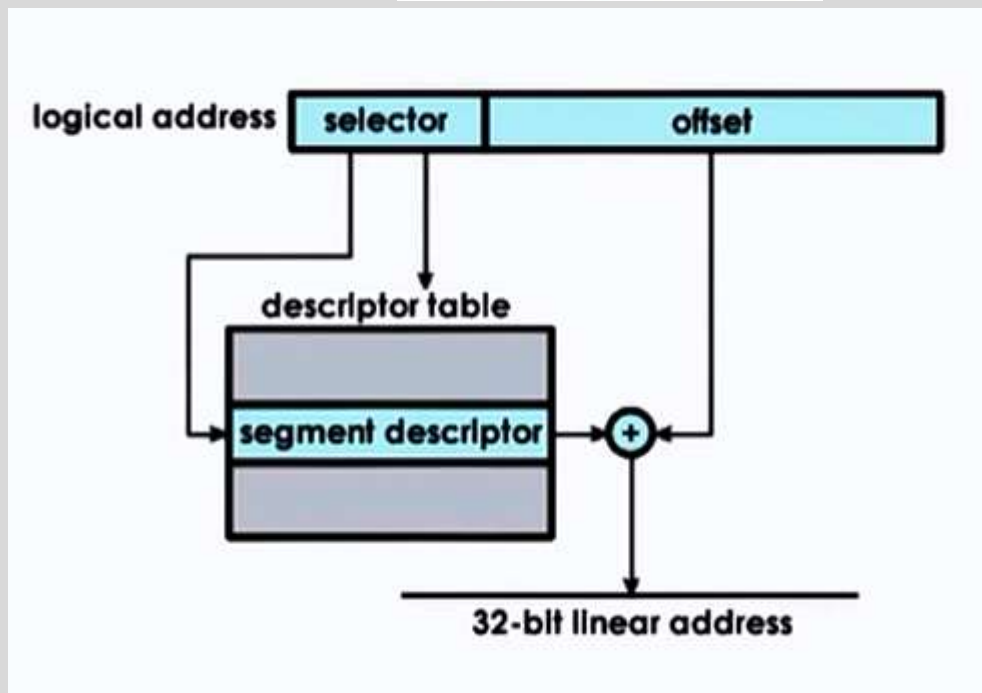 logical address
selector
offset
descriptor table
segment descriptor
+
32-bit linear address